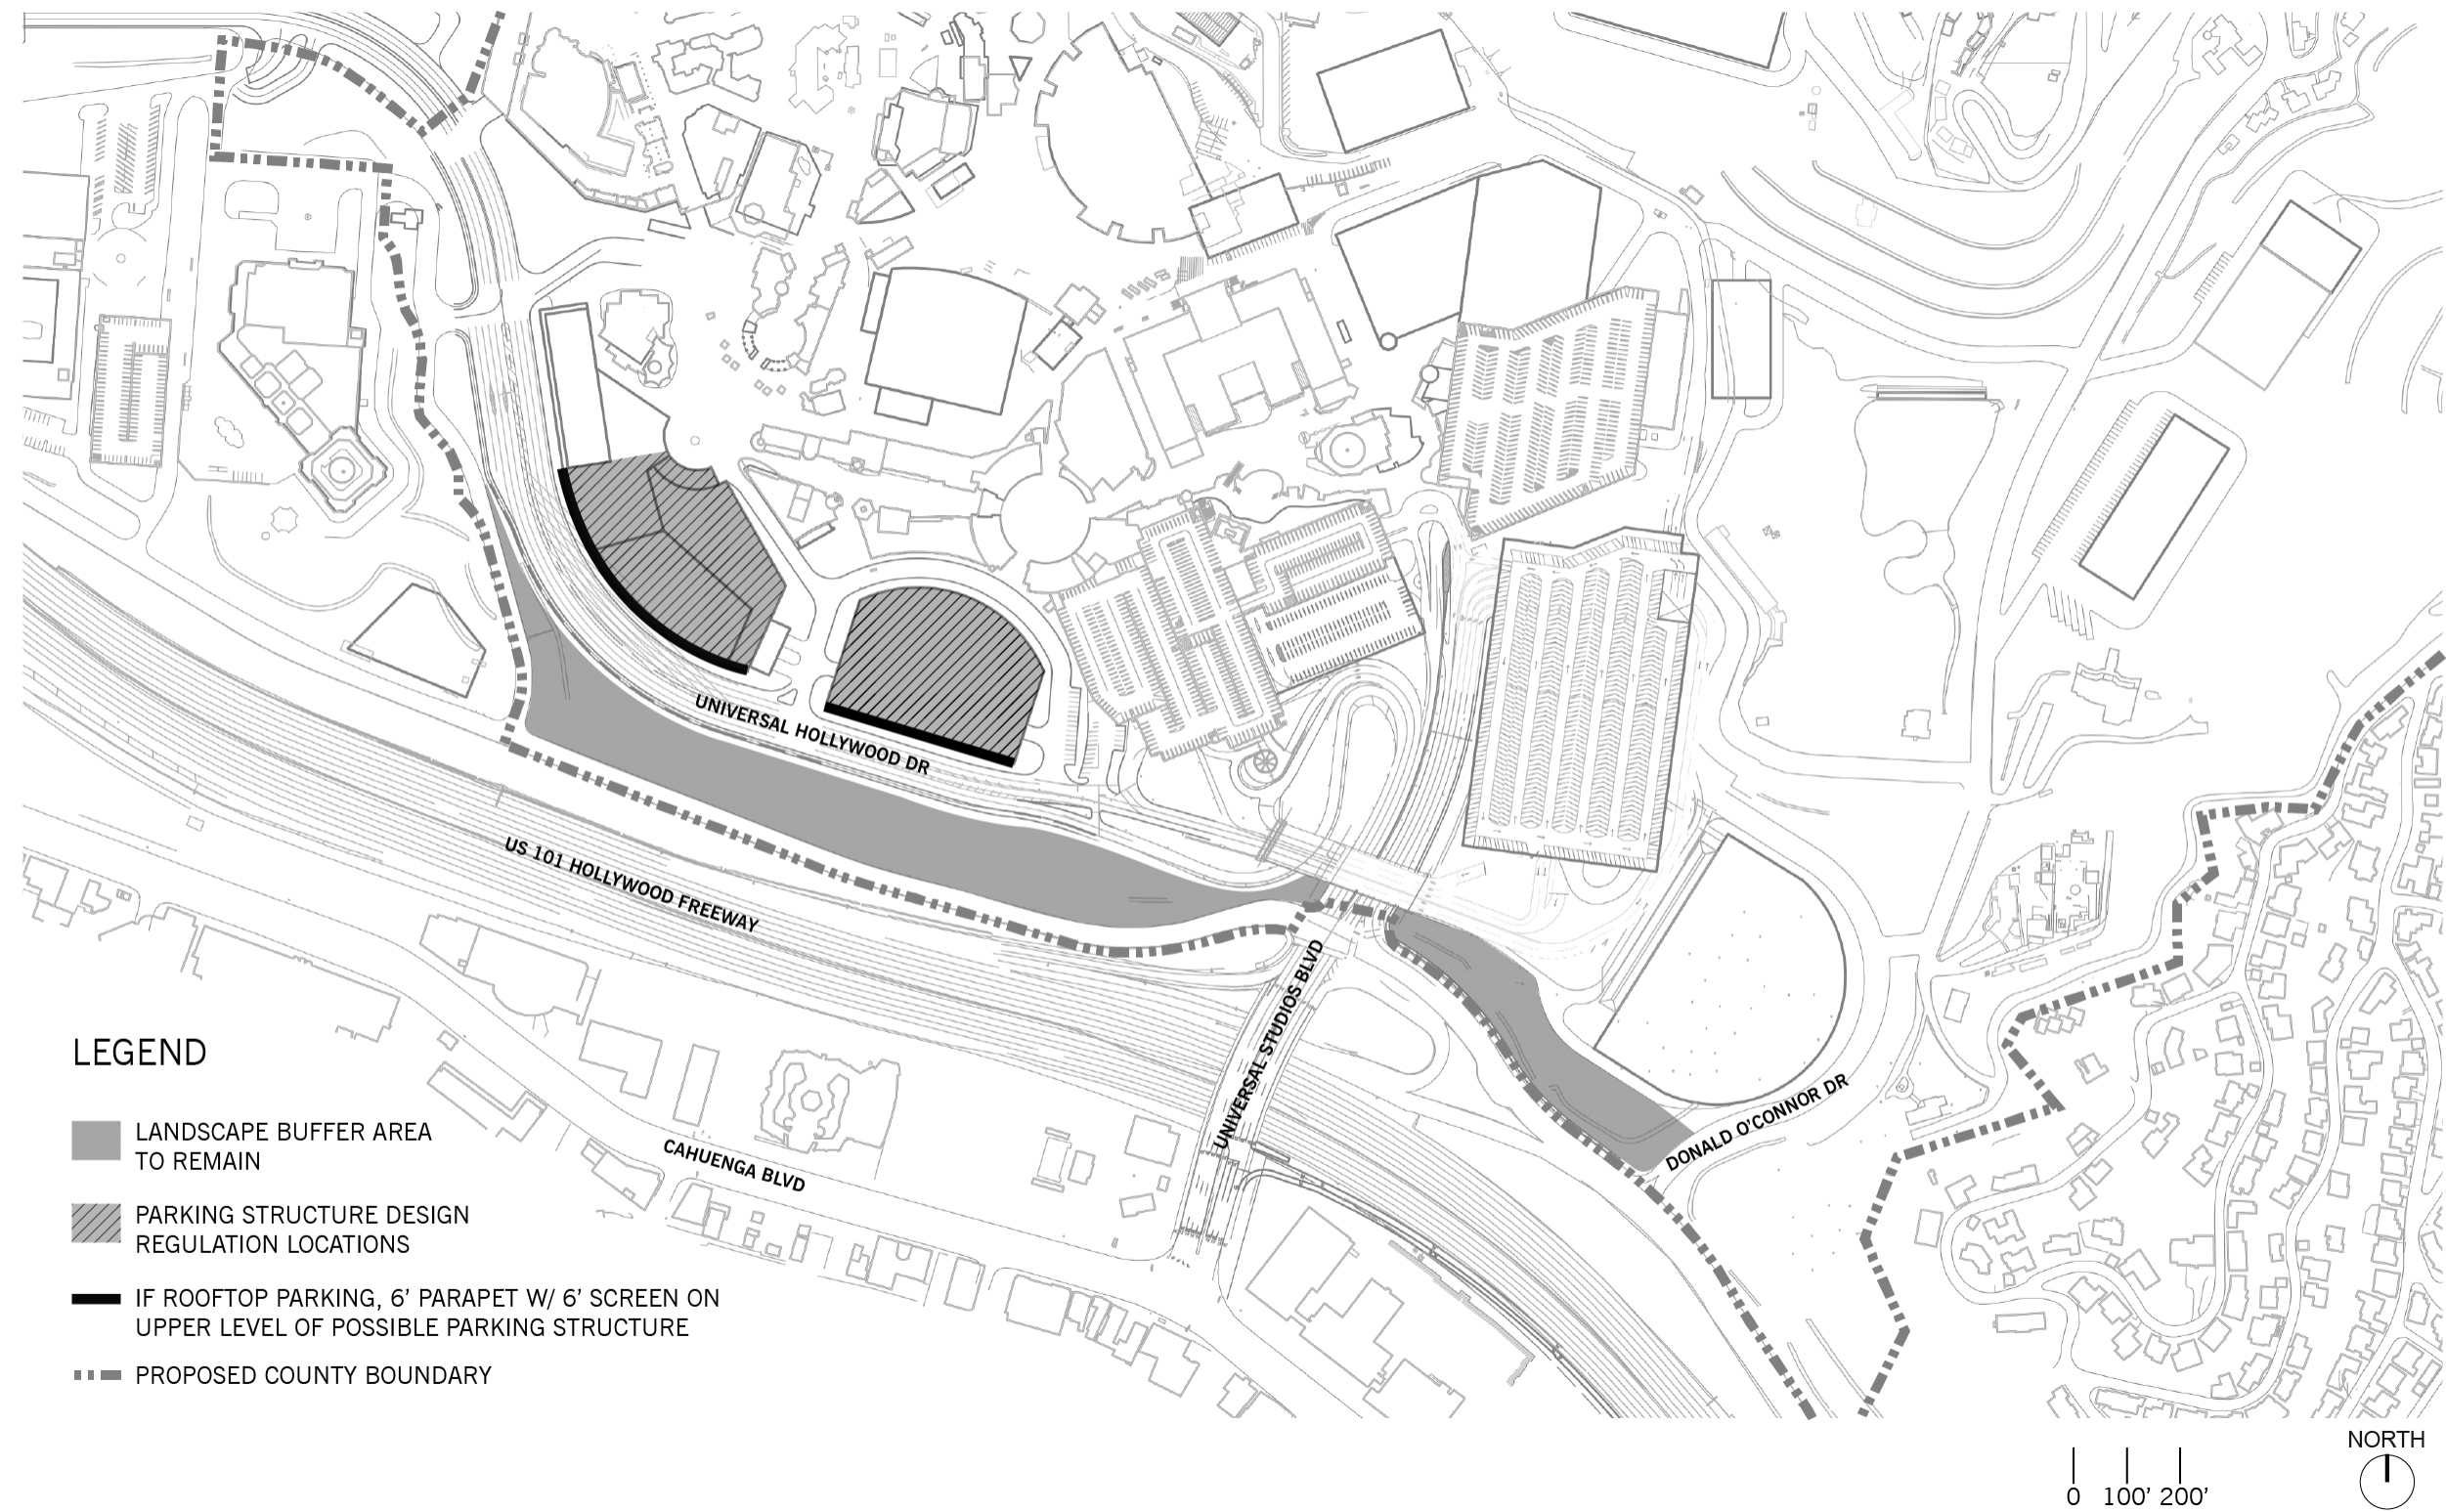 UNIVERSAL HOLLYWOOD DR
US 101 HOLLYWOOD FREEWAY
UNIVERSAL STUDIOS BLVD
DONALD O'CONNOR DR
CAHUENGA BLVD
LEGEND
LANDSCAPE BUFFER AREA
TO REMAIN
PARKING STRUCTURE DESIGN
REGULATION LOCATIONS
IF ROOFTOP PARKING, 6’ PARAPET W/ 6’ SCREEN ON
UPPER LEVEL OF POSSIBLE PARKING STRUCTURE
PROPOSED COUNTY BOUNDARY
NORTH
0 100’ 200’